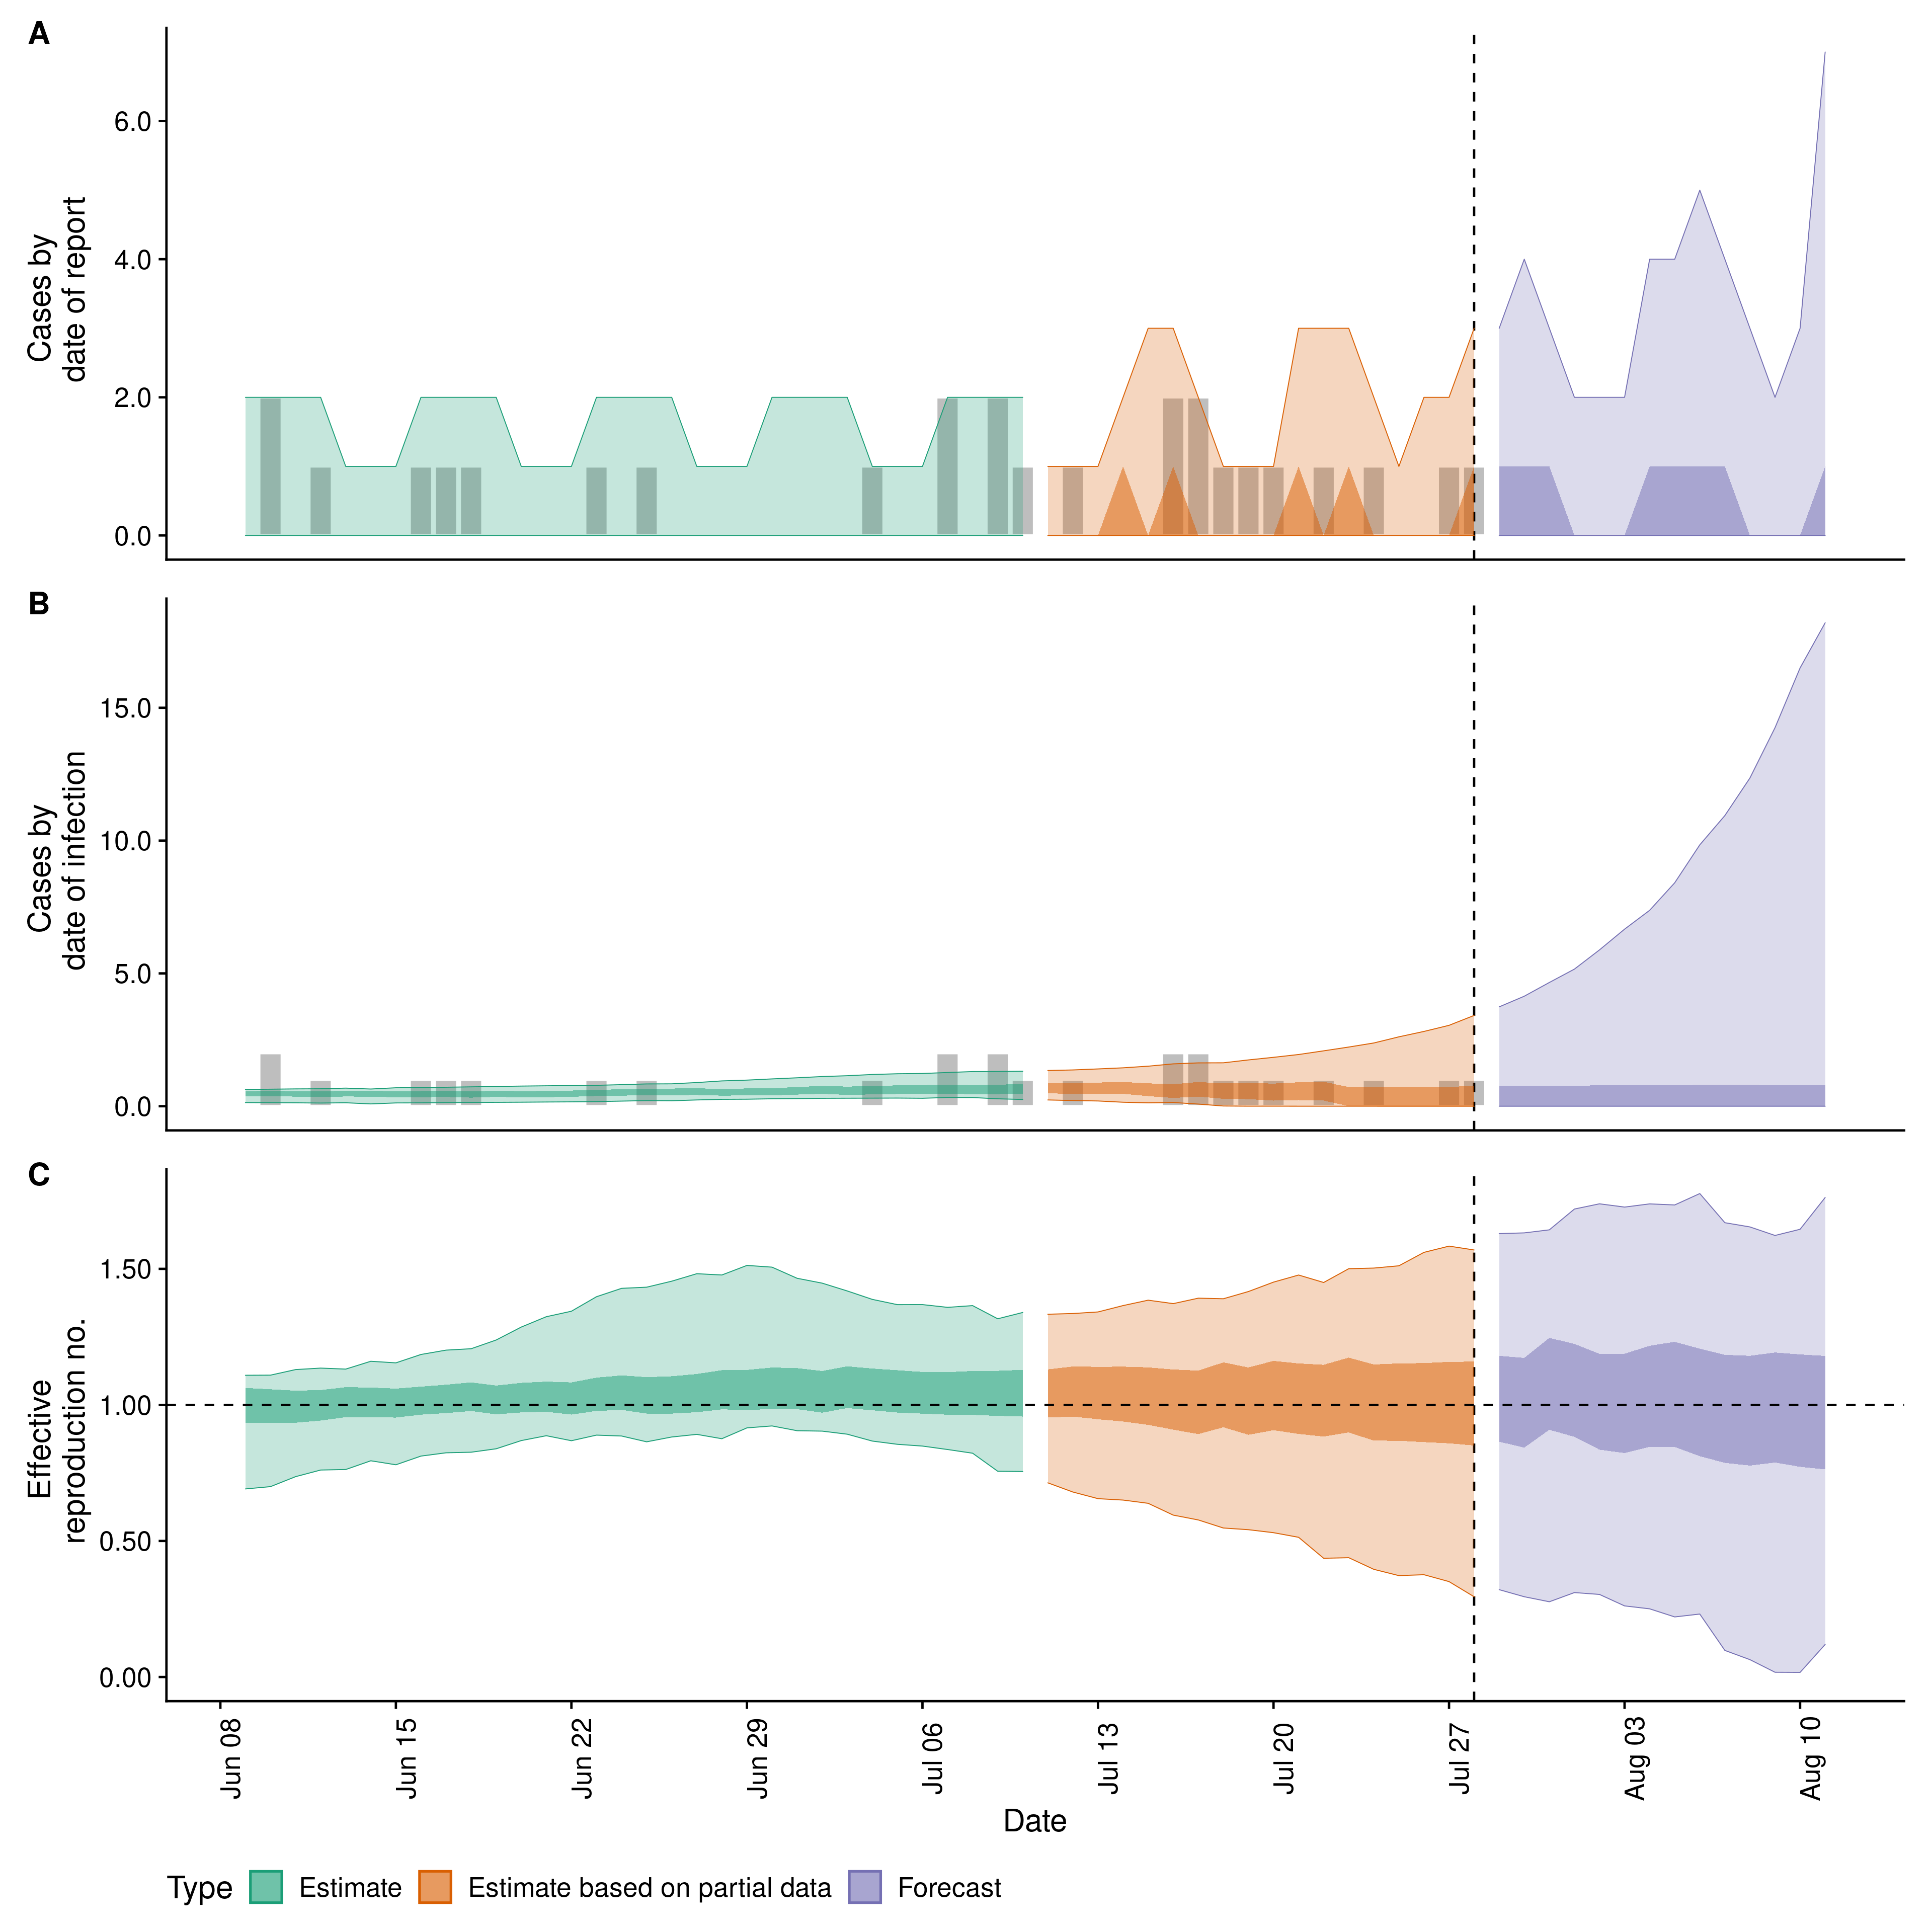 A
Cases by
date of report
6.0
4.0
2.0
0.0
B
Cases by
date of infection
15.0
10.0
5.0
0.0
C
Effective
reproduction no.
1.50
1.00
0.50
0.00
Jun 08
Jun 15
Jun 22
Jun 29
Jul 06
Jul 13
Jul 20
Jul 27
Aug 03
Aug 10
Date
Type Estimate Estimate based on partial data Forecast